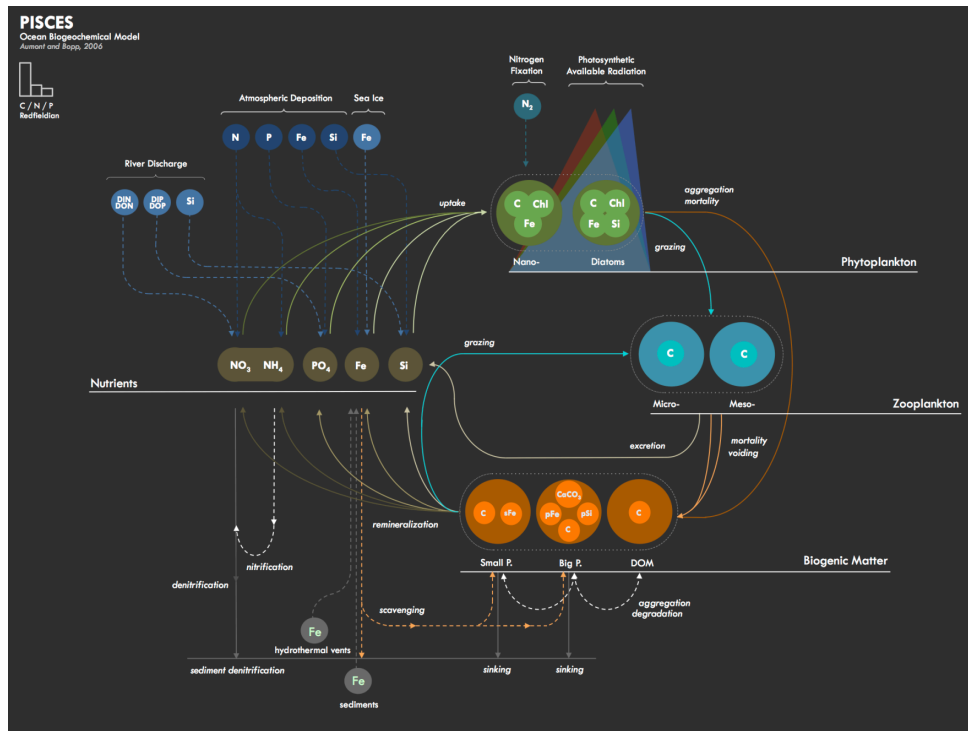 PISCES
Ocean Biogeochemical Model
Aumont and Bopp, 2006
C / N / P
Redfieldian
Nitrogen
Fixation
Photosynthetic
Available Radiation
Atmospheric Deposition
Sea Ice
N₂
N
P
Fe
Si
Fe
River Discharge
DIN
DON
DIP
DOP
Si
uptake
C
Chl
Fe
C
Chl
Fe
Si
aggregation
mortality
grazing
Nano-
Diatoms
Phytoplankton
NO₃
NH₄
PO₄
Fe
Si
grazing
C
C
Nutrients
Micro-
Meso-
Zooplankton
excretion
mortality
voiding
remineralization
C
sFe
CaCO₃
pFe
pSi
C
C
Small P.
Big P.
DOM
Biogenic Matter
nitrification
denitrification
scavenging
aggregation
degradation
Fe
hydrothermal vents
sediment denitrification
sinking
sinking
Fe
sediments